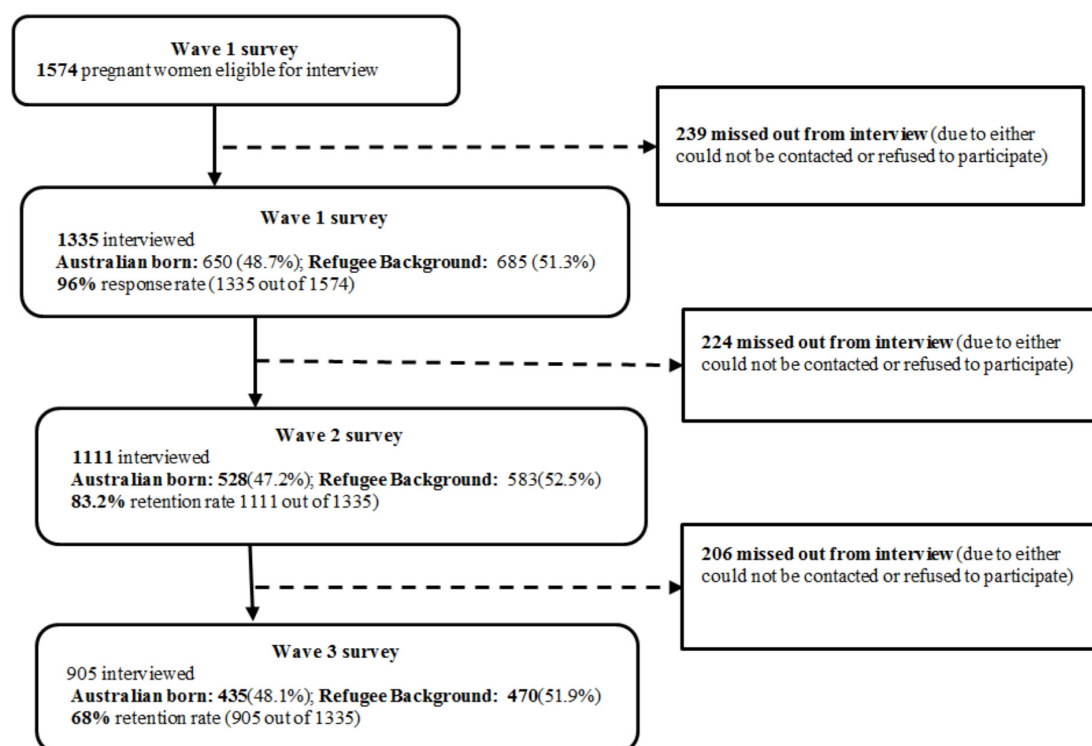 Wave 1 survey
1574 pregnant women eligible for interview
239 missed out from interview (due to either
could not be contacted or refused to participate)
Wave 1 survey
1335 interviewed
Australian born: 650 (48.7%); Refugee Background: 685 (51.3%)
96% response rate (1335 out of 1574)
224 missed out from interview (due to either
could not be contacted or refused to participate)
Wave 2 survey
1111 interviewed
Australian born: 528(47.2%); Refugee Background: 583(52.5%)
83.2% retention rate 1111 out of 1335)
206 missed out from interview (due to either
could not be contacted or refused to participate)
Wave 3 survey
905 interviewed
Australian born: 435(48.1%); Refugee Background: 470(51.9%)
68% retention rate (905 out of 1335)